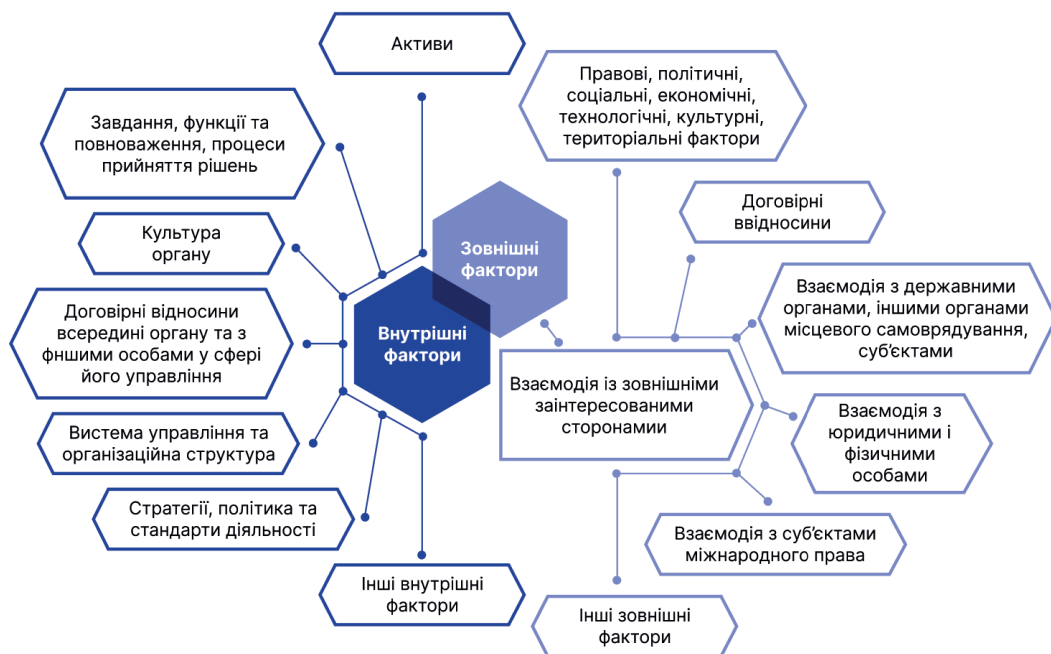 Активи
Завдання, функції та
повноваження, процеси
прийняття рішень
Культура
органу
Договірні відносини
всередині органу та з
фншими особами у сфері
його управління
Вистема управління та
організаційна структура
Стратегії, політика та
стандарти діяльності
Інші внутрішні
фактори
Внутрішні
фактори
Зовнішні
фактори
Правові, політичні,
соціальні, економічні,
технологічні, культурні,
територіальні фактори
Договірні
ввідносини
Взаємодія із зовнішніми
заінтересованими
сторонамии
Взаємодія з державними
органами, іншими органами
місцевого самоврядування,
суб’єктами
Взаємодія з
юридичними і
фізичними
особами
Взаємодія з суб’єктами
міжнародного права
Інші зовнішні
фактори